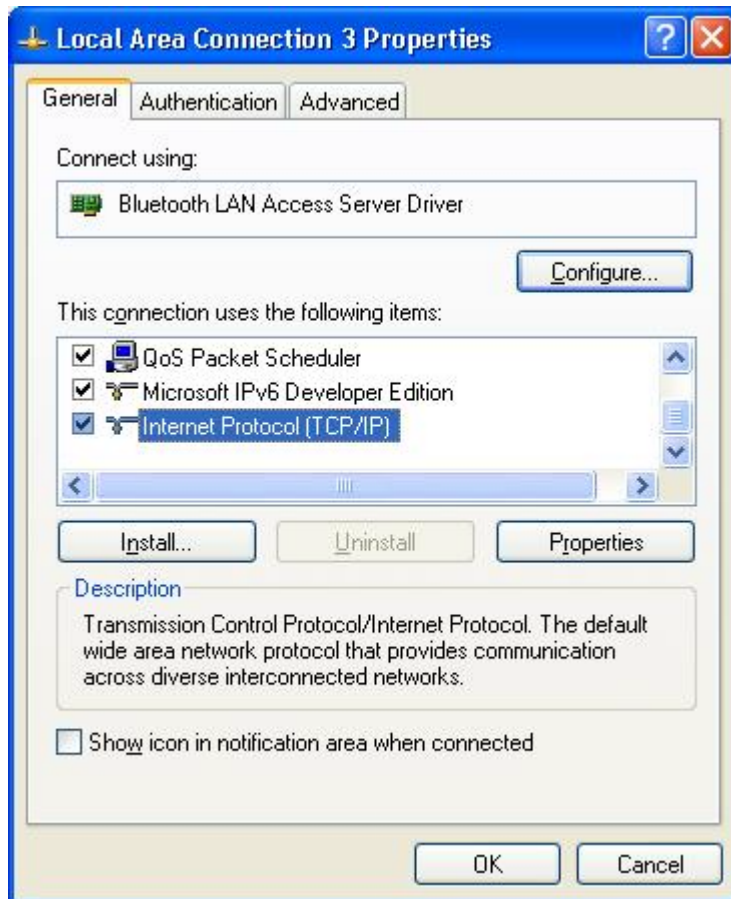 Local Area Connection 3 Properties
General Authentication Advanced
Connect using:
Bluetooth LAN Access Server Driver
Configure...
This connection uses the following items:
QoS Packet Scheduler
Microsoft IPv6 Developer Edition
Internet Protocol (TCP/IP)
Install... Uninstall Properties
Description
Transmission Control Protocol/Internet Protocol. The default
wide area network protocol that provides communication
across diverse interconnected networks.
Show icon in notification area when connected
OK Cancel